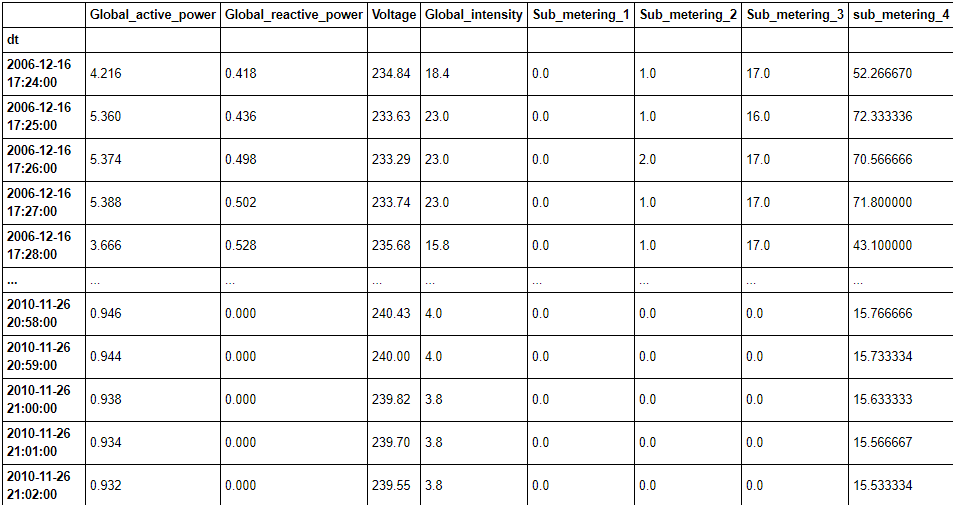 Global_active_power Global_reactive_power Voltage Global_intensity Sub_metering_1 Sub_metering_2 Sub_metering_3 sub_metering_4
dt
2006-12-16
17:24:00 4.216 0.418 234.84 18.4 0.0 1.0 17.0 52.266670
2006-12-16
17:25:00 5.360 0.436 233.63 23.0 0.0 1.0 16.0 72.333336
2006-12-16
17:26:00 5.374 0.498 233.29 23.0 0.0 2.0 17.0 70.566666
2006-12-16
17:27:00 5.388 0.502 233.74 23.0 0.0 1.0 17.0 71.800000
2006-12-16
17:28:00 3.666 0.528 235.68 15.8 0.0 1.0 17.0 43.100000
... ... ... ... ... ... ... ... ...
2010-11-26
20:58:00 0.946 0.000 240.43 4.0 0.0 0.0 0.0 15.766666
2010-11-26
20:59:00 0.944 0.000 240.00 4.0 0.0 0.0 0.0 15.733334
2010-11-26
21:00:00 0.938 0.000 239.82 3.8 0.0 0.0 0.0 15.633333
2010-11-26
21:01:00 0.934 0.000 239.70 3.8 0.0 0.0 0.0 15.566667
2010-11-26
21:02:00 0.932 0.000 239.55 3.8 0.0 0.0 0.0 15.533334